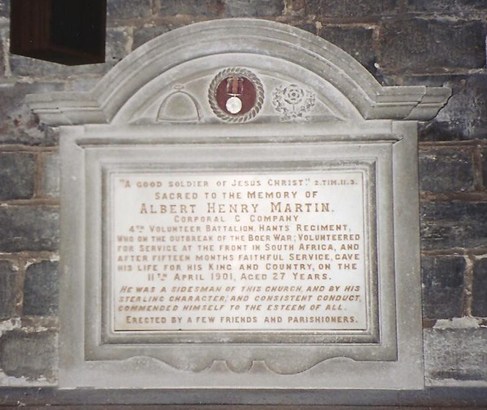 "A GOOD SOLDIER OF JESUS CHRIST". 2.TIM.II.3.
SACRED TO THE MEMORY OF
ALBERT HENRY MARTIN.
CORPORAL C COMPANY
4TH VOLUNTEER BATTALION, HANTS REGIMENT,
WHO ON THE OUTBREAK OF THE BOER WAR; VOLUNTEERED
FOR SERVICE AT THE FRONT IN SOUTH AFRICA, AND
AFTER FIFTEEN MONTHS FAITHFUL SERVICE, GAVE
HIS LIFE FOR HIS KING AND COUNTRY, ON THE
11TH APRIL 1901, AGED 27 YEARS.
HE WAS A SIDESMAN OF THIS CHURCH, AND BY HIS
STERLING CHARACTER, AND CONSISTENT CONDUCT,
COMMENDED HIMSELF TO THE ESTEEM OF ALL.
ERECTED BY A FEW FRIENDS AND PARISHIONERS.